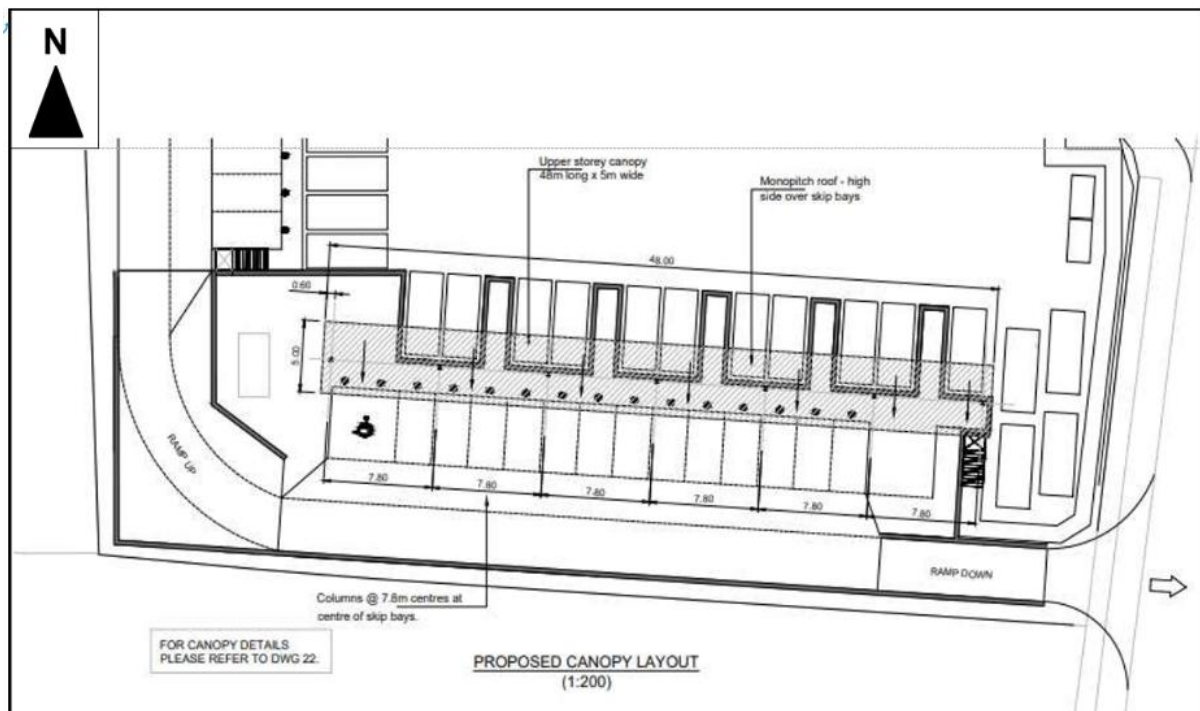 N
Upper storey canopy
48m long x 5m wide
Monopitch roof - high
side over skip bays
48.00
0.60
5.00
RAMP UP
7.80
7.80
7.80
7.80
7.80
7.80
RAMP DOWN
Columns @ 7.8m centres at
centre of skip bays.
FOR CANOPY DETAILS
PLEASE REFER TO DWG 22.
PROPOSED CANOPY LAYOUT
(1:200)